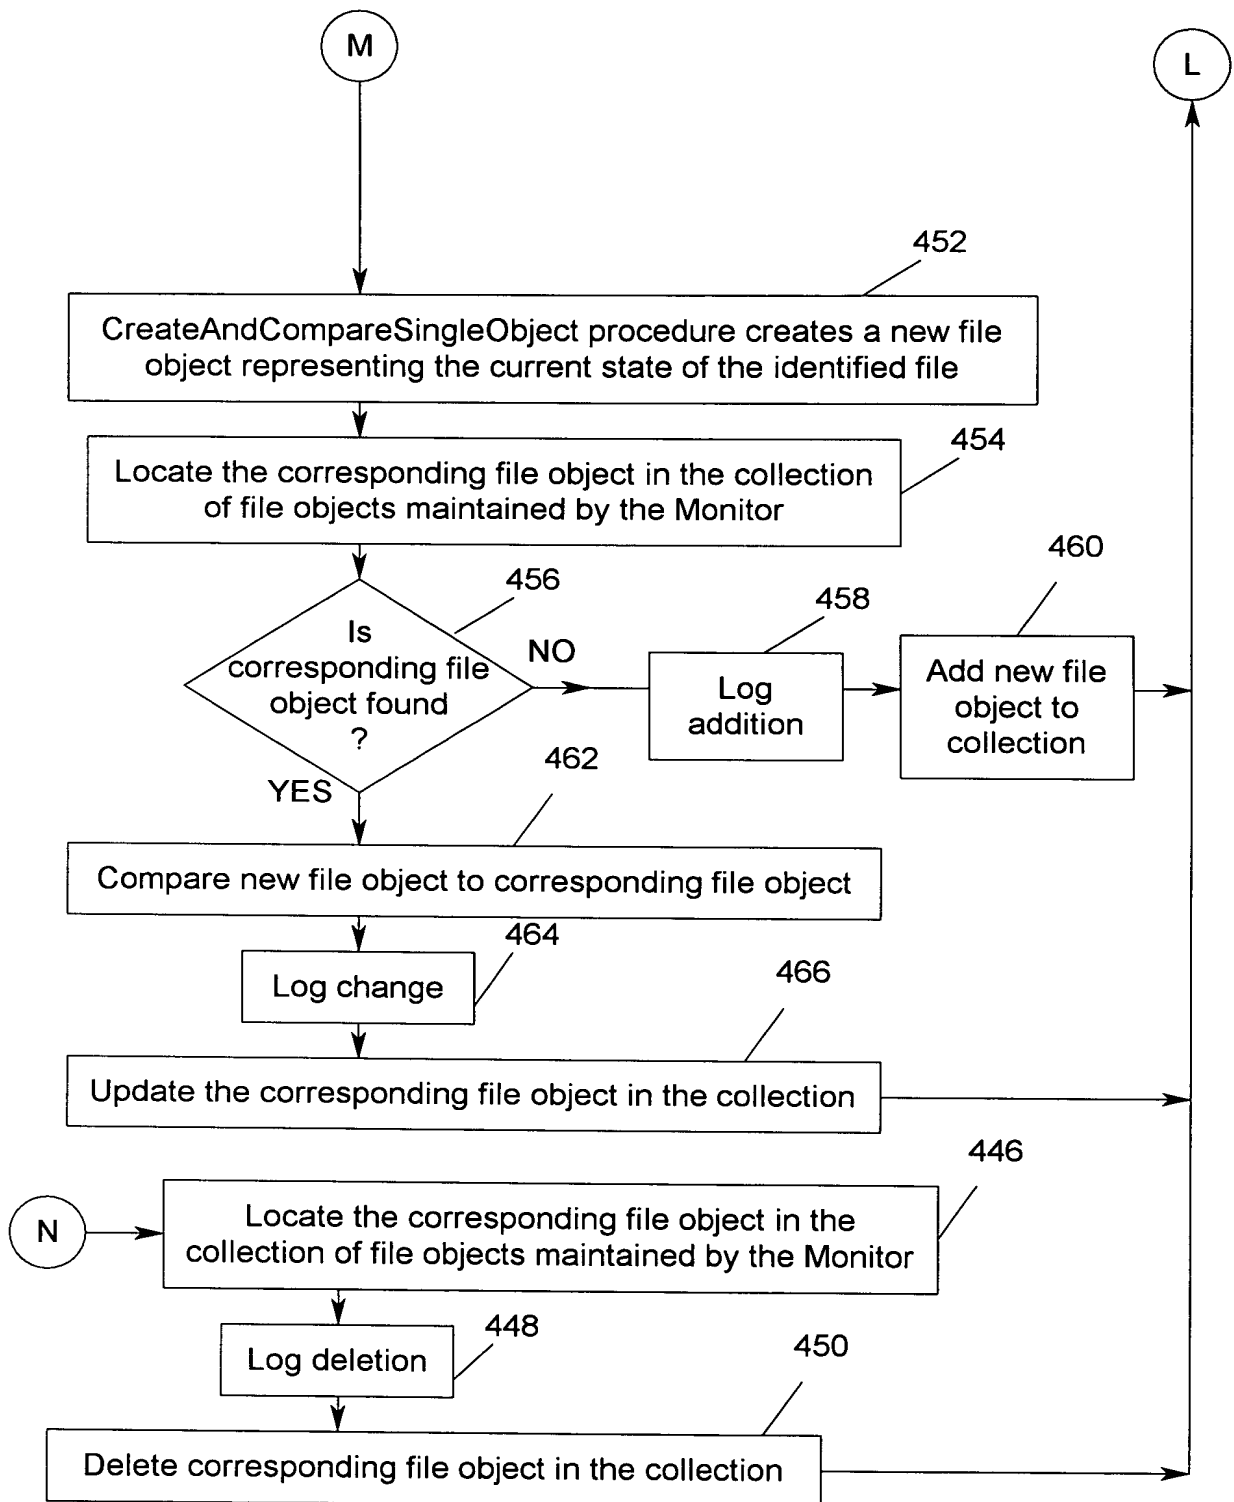 M
L
452
CreateAndCompareSingleObject procedure creates a new file
object representing the current state of the identified file
454
Locate the corresponding file object in the collection
of file objects maintained by the Monitor
456
Is
corresponding file
object found
?
NO
458
Log
addition
460
Add new file
object to
collection
YES
462
Compare new file object to corresponding file object
464
Log change
466
Update the corresponding file object in the collection
N
446
Locate the corresponding file object in the
collection of file objects maintained by the Monitor
448
Log deletion
450
Delete corresponding file object in the collection